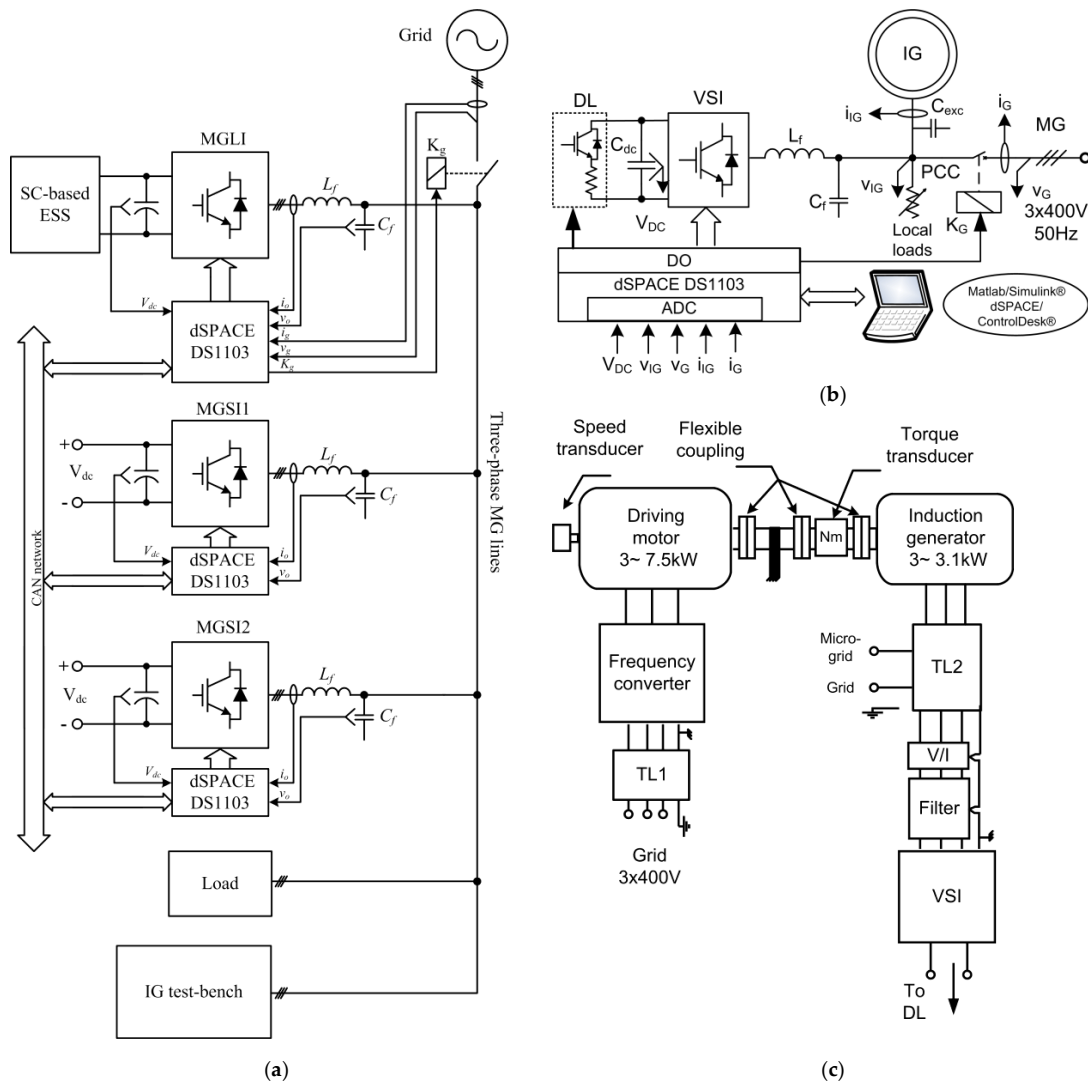 Grid
MGLI
K_g
SC-based
ESS
L_f
C_f
V_dc
i_o
v_o
i_g
v_g
K_g
dSPACE
DS1103
MGSI1
+
V_dc
-
L_f
C_f
V_dc
i_o
v_o
dSPACE
DS1103
MGSI2
+
V_dc
-
L_f
C_f
V_dc
i_o
v_o
dSPACE
DS1103
CAN network
Three-phase MG lines
Load
IG test-bench
(a)
IG
DL
VSI
i_IG
C_exc
i_G
MG
C_dc
L_f
PCC
v_IG
v_G
C_f
V_DC
Local
loads
K_G
3x400V
50Hz
DO
dSPACE DS1103
ADC
Matlab/Simulink®
dSPACE/
ControlDesk®
V_DC v_IG v_G i_IG i_G
(b)
Speed
transducer
Flexible
coupling
Torque
transducer
Driving
motor
3~ 7.5kW
Nm
Induction
generator
3~ 3.1kW
Frequency
converter
Micro-
grid
Grid
TL2
TL1
V/I
Filter
Grid
3x400V
VSI
To
DL
(c)